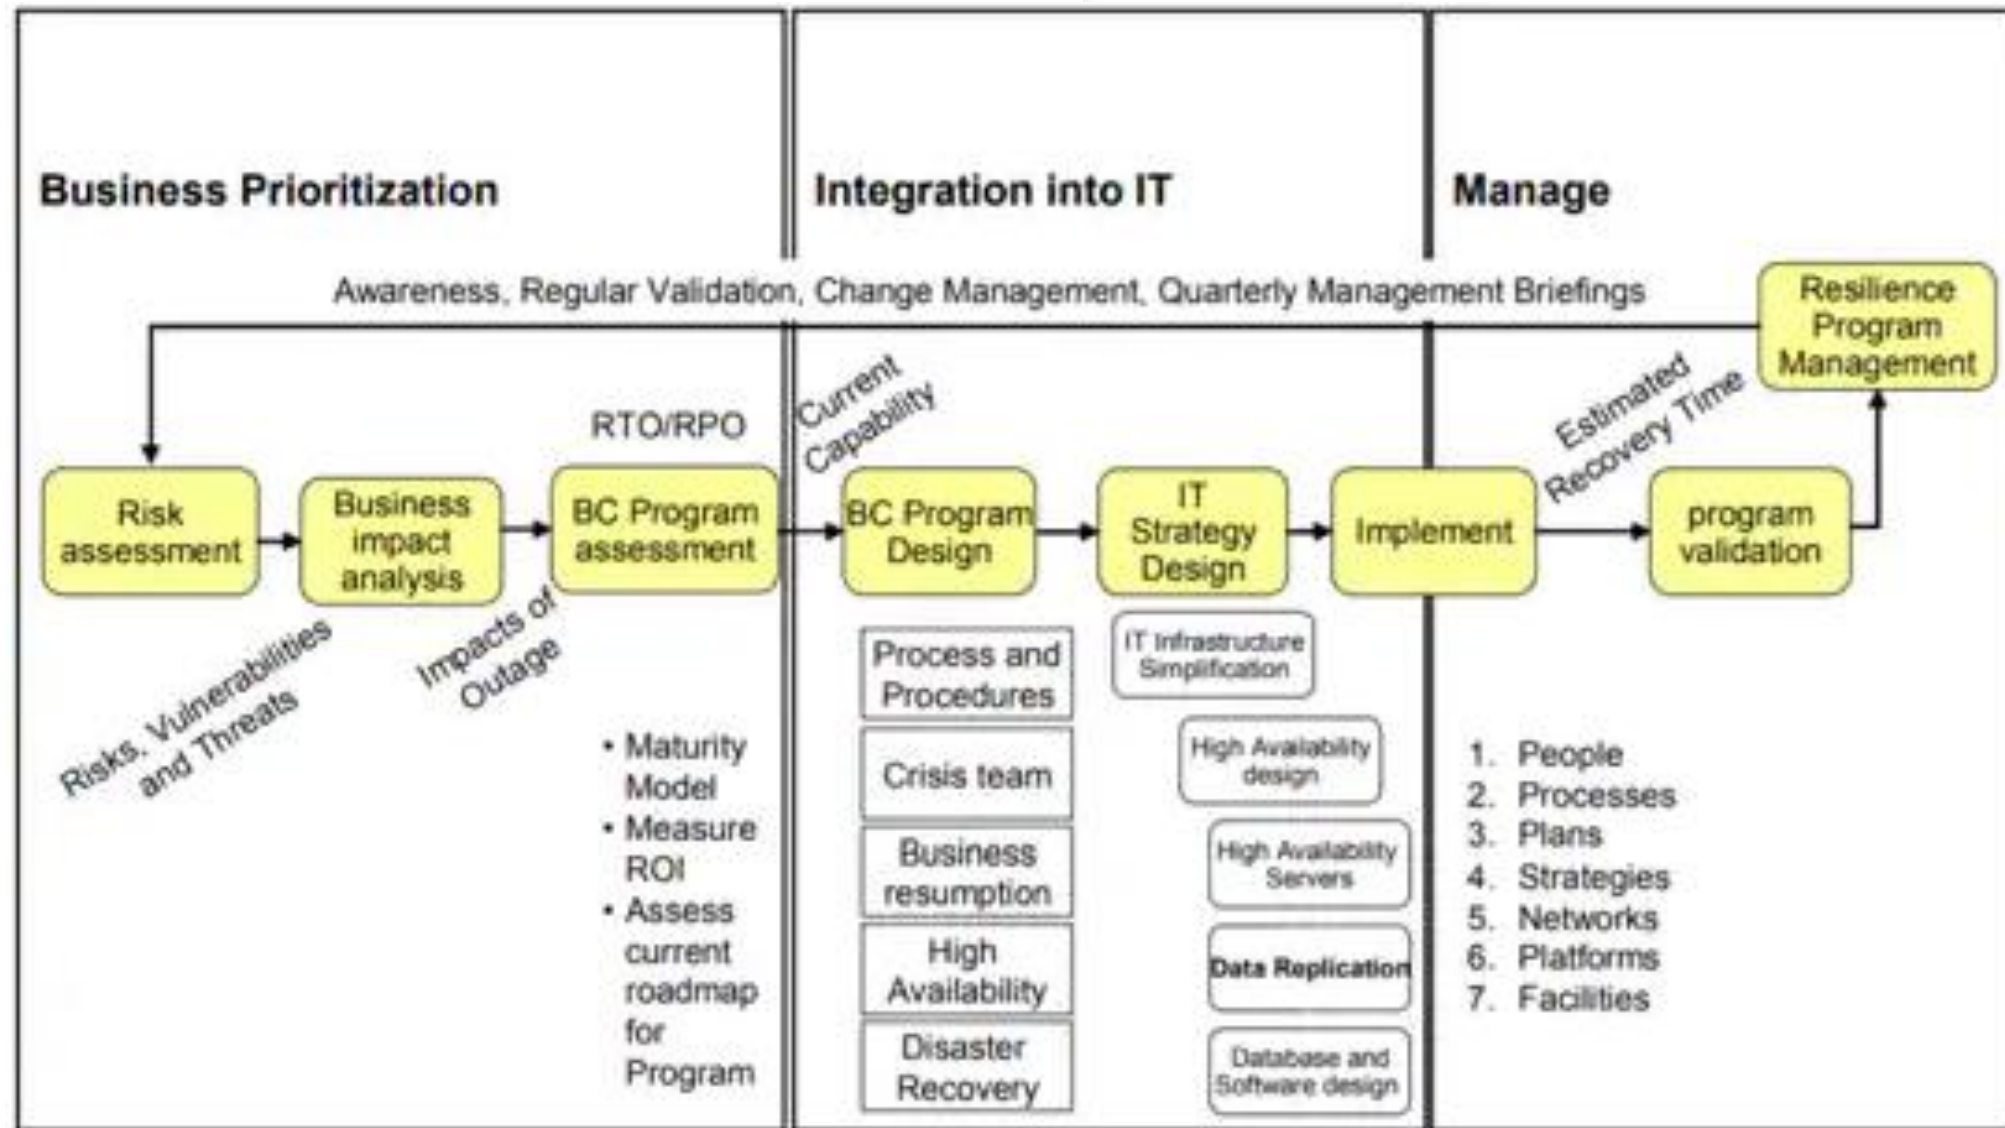 Business Prioritization
Integration into IT
Manage
Awareness, Regular Validation, Change Management, Quarterly Management Briefings
Resilience
Program
Management
RTO/RPO
Current
Capability
Estimated
Recovery Time
Risk
assessment
Business
impact
analysis
BC Program
assessment
BC Program
Design
IT
Strategy
Design
Implement
program
validation
Risks, Vulnerabilities
and Threats
Impacts of
Outage
• Maturity
Model
• Measure
ROI
• Assess
current
roadmap
for
Program
Process and
Procedures
Crisis team
Business
resumption
High
Availability
Disaster
Recovery
IT Infrastructure
Simplification
High Availability
design
High Availability
Servers
Data Replication
Database and
Software design
1. People
2. Processes
3. Plans
4. Strategies
5. Networks
6. Platforms
7. Facilities